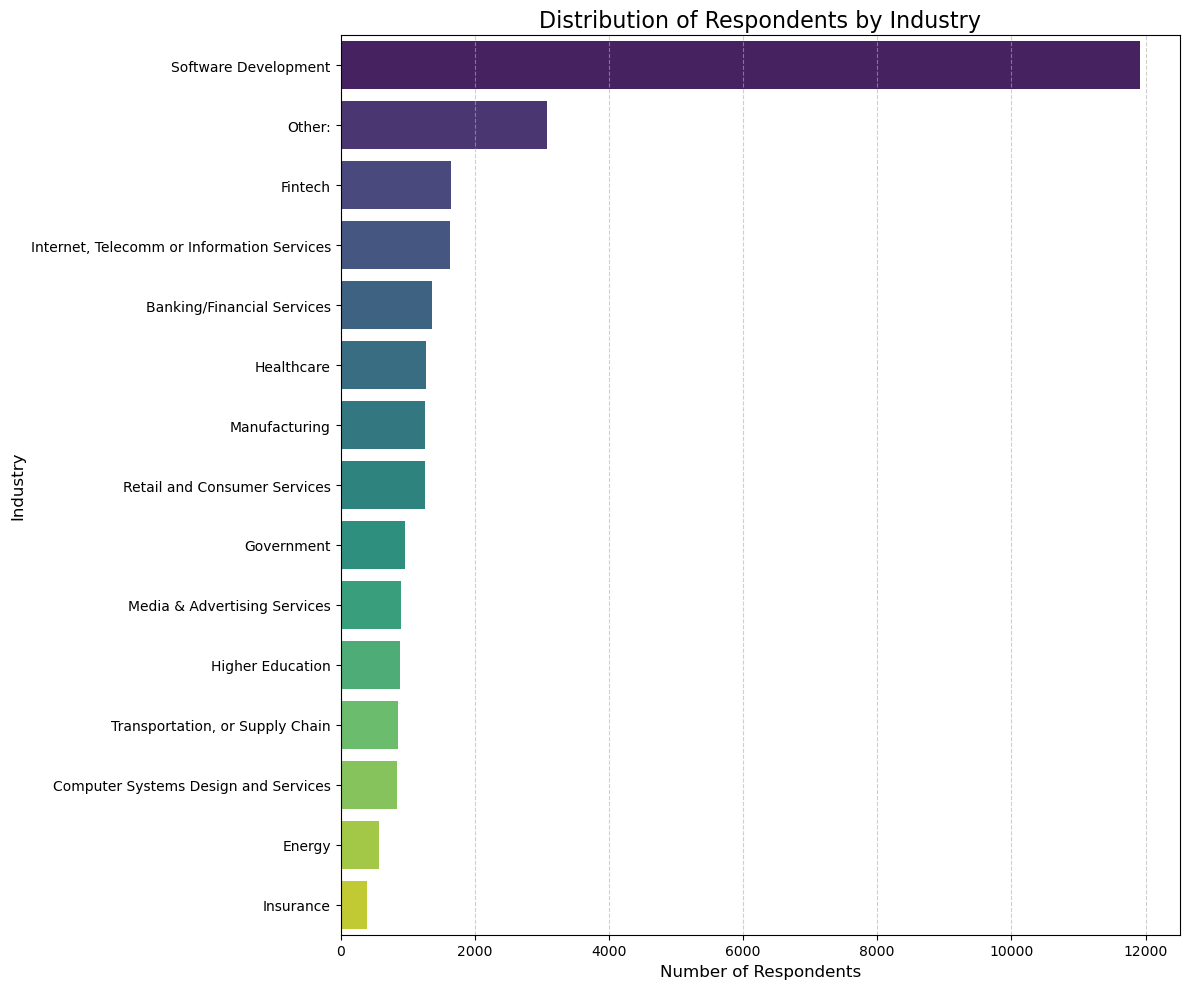 Distribution of Respondents by Industry
Software Development
Other:
Fintech
Internet, Telecomm or Information Services
Banking/Financial Services
Healthcare
Manufacturing
Retail and Consumer Services
Government
Media & Advertising Services
Higher Education
Transportation, or Supply Chain
Computer Systems Design and Services
Energy
Insurance
Industry
0 2000 4000 6000 8000 10000 12000
Number of Respondents